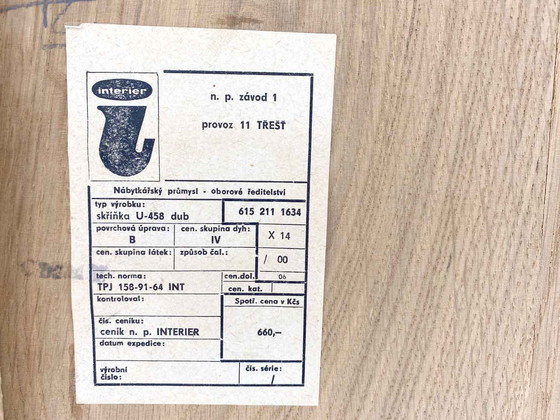 interier
n. p. závod 1
provoz 11 TŘEŠŤ
Nábytkářský průmysl - oborové ředitelství
typ výrobku:
skříňka U-458 dub
615 211 1634
povrchová úprava:
B
cen. skupina dyh:
IV
X 14
cen. skupina látek:
způsob čal.:
/ 00
tech. norma:
TPJ 158-91-64 INT
cen.dol.
06
cen. kat.
kontroloval:
Spotř. cena v Kčs
660,—
čís. ceníku:
ceník n. p. INTERIER
datum expedice:
výrobní
číslo:
čís. série:
/